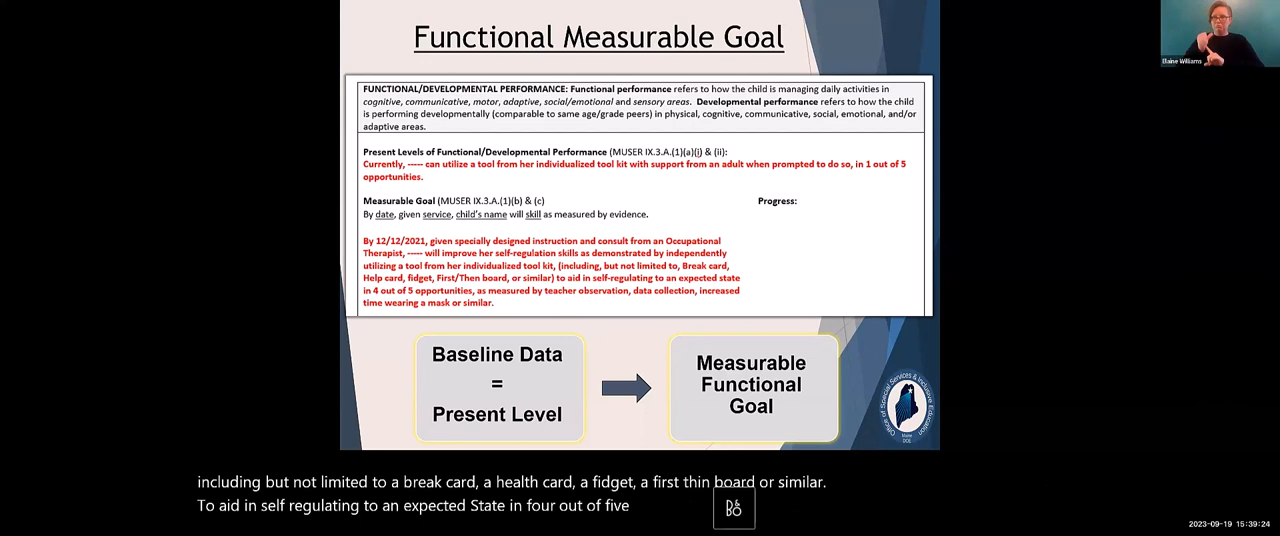 Functional Measurable Goal
FUNCTIONAL/DEVELOPMENTAL PERFORMANCE: Functional performance refers to how the child is managing daily activities in
cognitive, communicative, motor, adaptive, social/emotional and sensory areas. Developmental performance refers to how the child
is performing developmentally (comparable to same age/grade peers) in physical, cognitive, communicative, social, emotional, and/or
adaptive areas.
Present Levels of Functional/Developmental Performance (MUSER IX.3.A.(1)(a)(i) & (ii):
Currently, ----- can utilize a tool from her individualized tool kit with support from an adult when prompted to do so, in 1 out of 5
opportunities.
Measurable Goal (MUSER IX.3.A.(1)(b) & (c)
Progress:
By date, given service, child's name will skill as measured by evidence.
By 12/12/2021, given specially designed instruction and consult from an Occupational
Therapist, ----- will improve her self-regulation skills as demonstrated by independently
utilizing a tool from her individualized tool kit, (including, but not limited to, Break card,
Help card, fidget, First/Then board, or similar) to aid in self-regulating to an expected state
in 4 out of 5 opportunities, as measured by teacher observation, data collection, increased
time wearing a mask or similar.
Baseline Data
=
Present Level
Measurable
Functional
Goal
Office of Special Services & Inclusive Education
Maine
DOE
Elaine Williams
including but not limited to a break card, a health card, a fidget, a first thin board or similar.
To aid in self regulating to an expected State in four out of five
2023-09-19 15:39:24